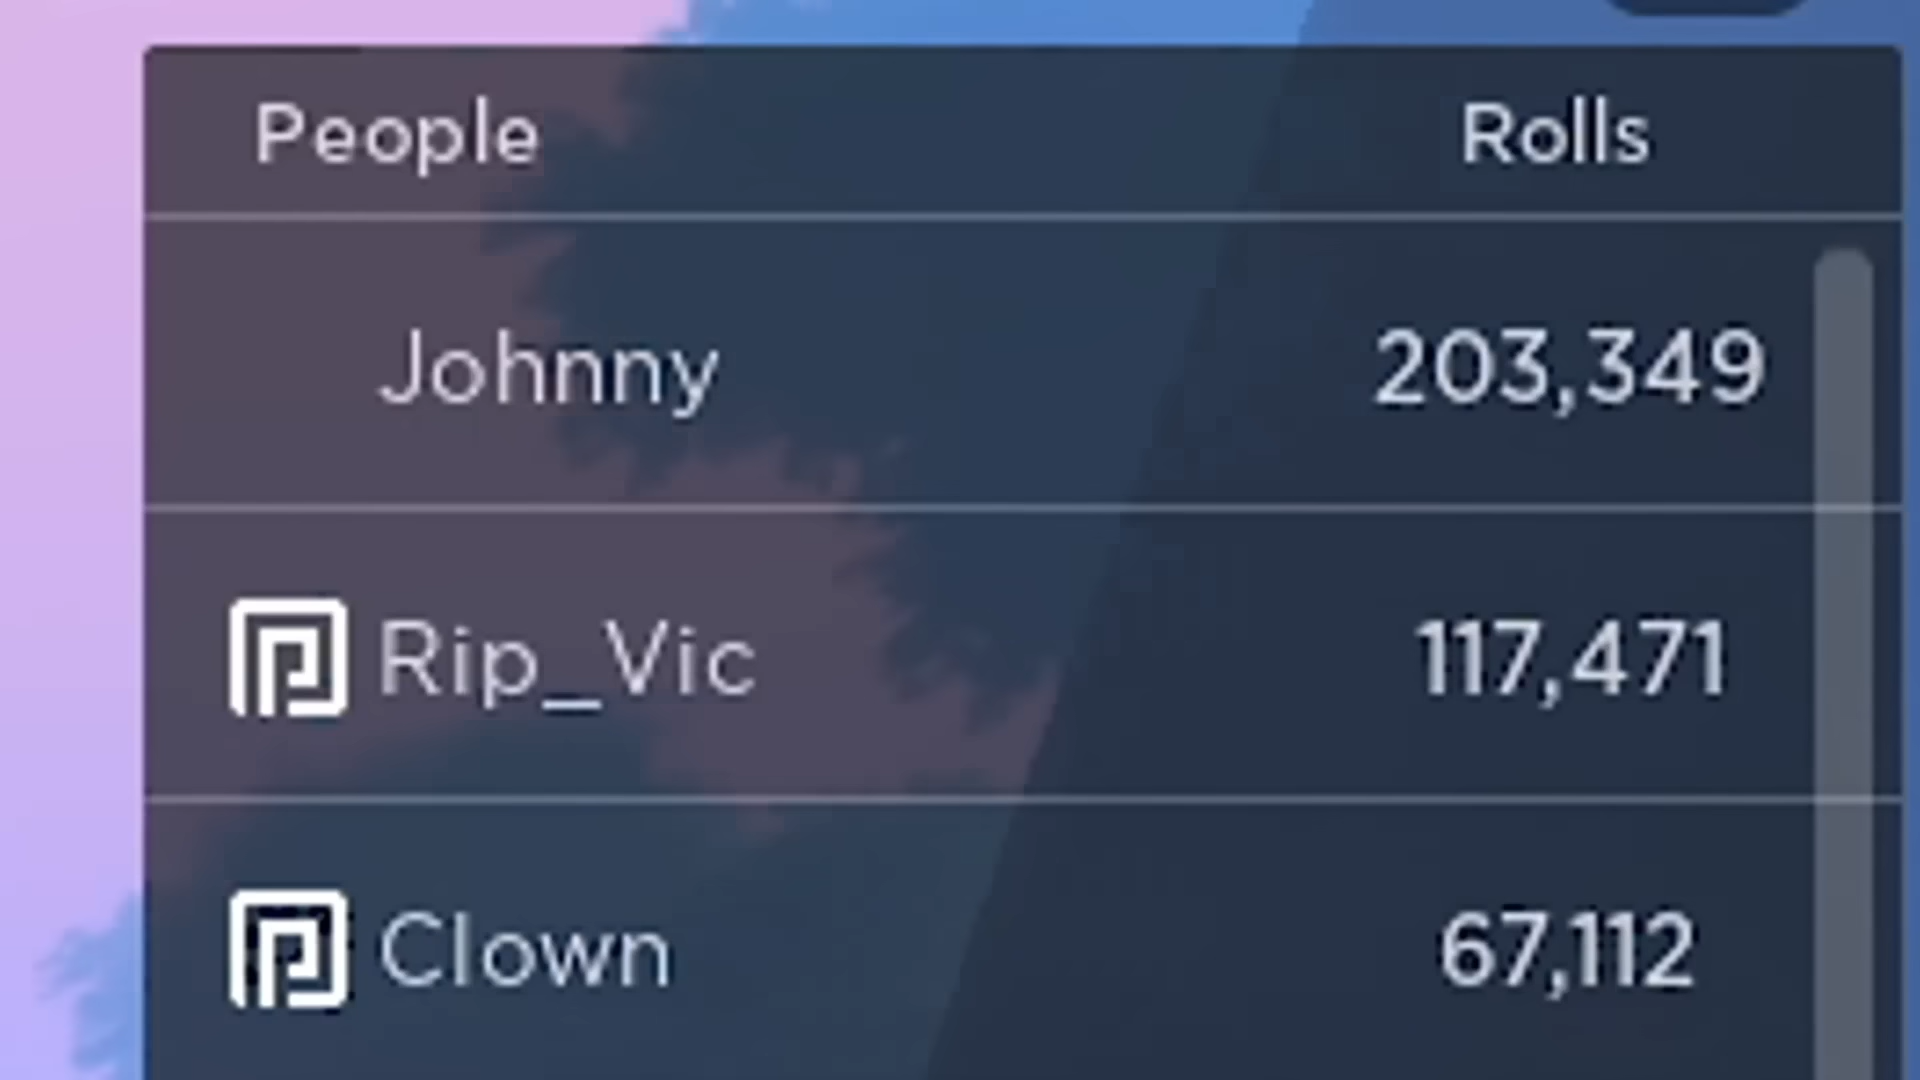 People Rolls
Johnny 203,349
Rip_Vic 117,471
Clown 67,112